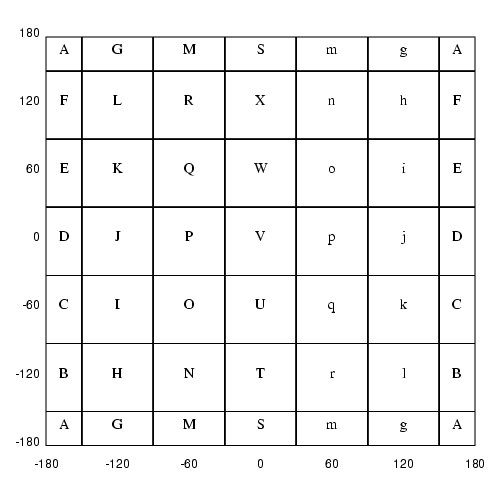 180
A G M S m g A
120 F L R X n h F
60 E K Q W o i E
0 D J P V p j D
-60 C I O U q k C
-120 B H N T r l B
A G M S m g A
-180
-180 -120 -60 0 60 120 180